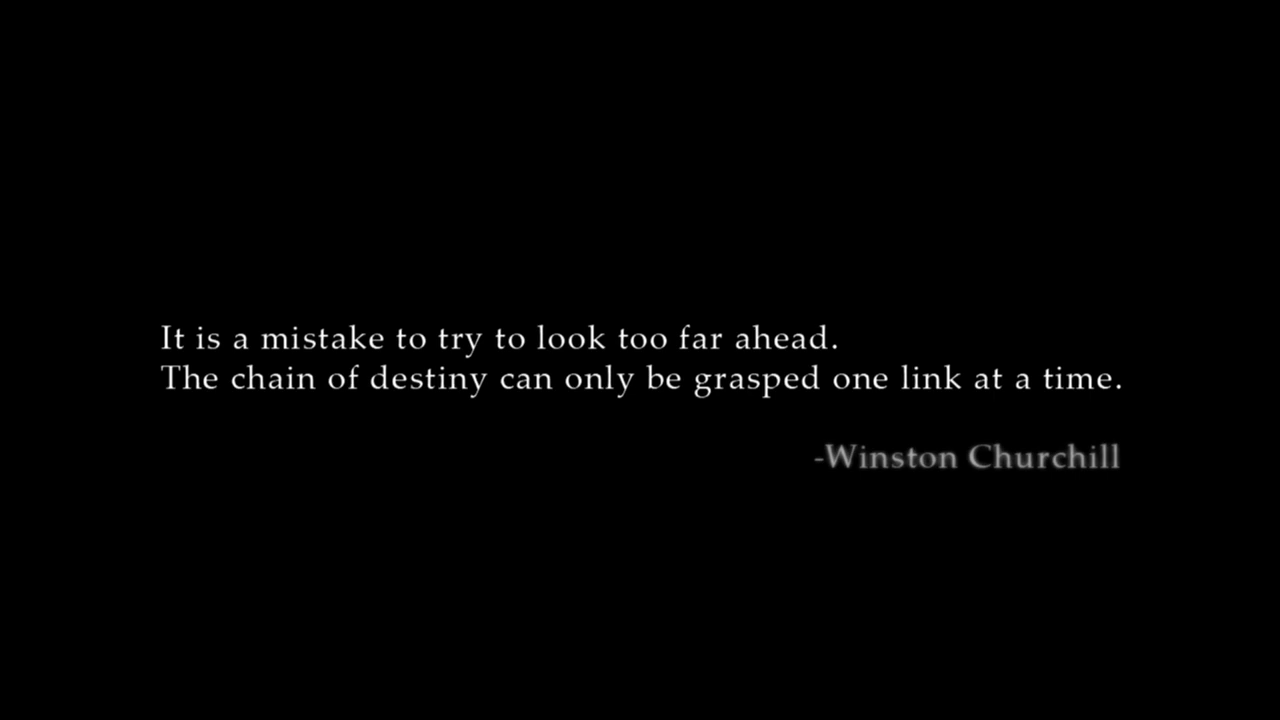 It is a mistake to try to look too far ahead.
The chain of destiny can only be grasped one link at a time.
-Winston Churchill